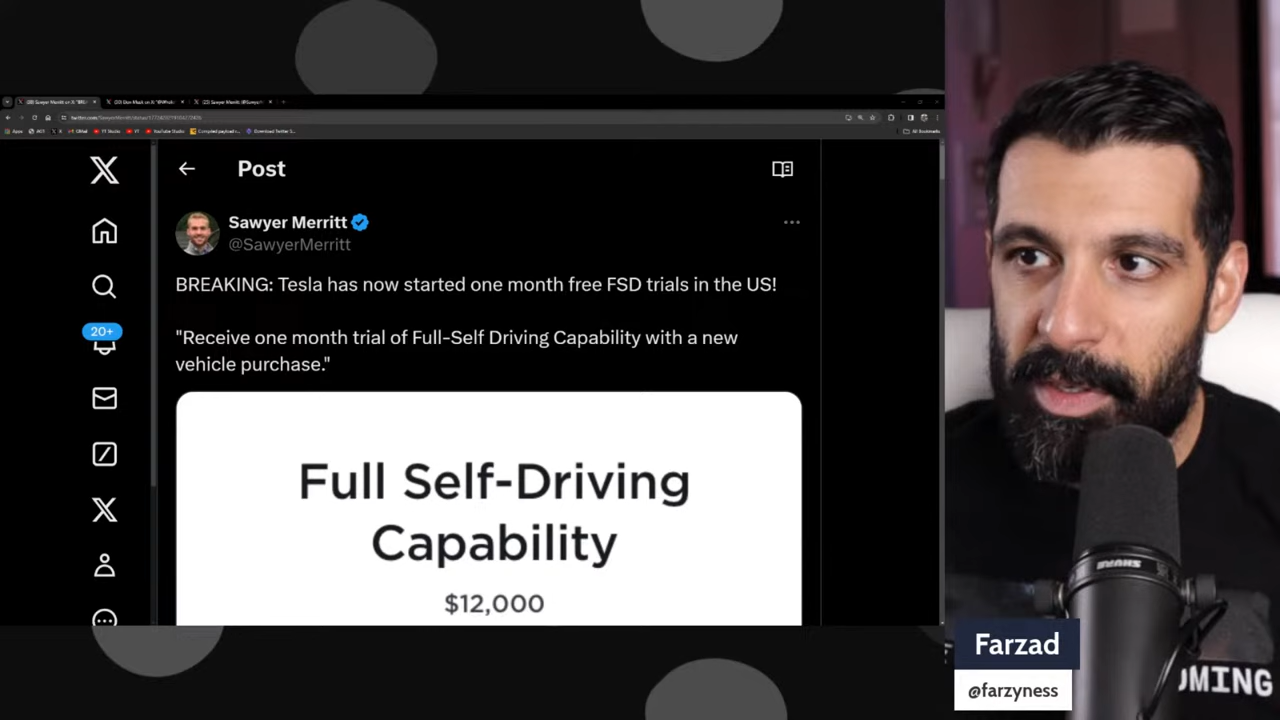 Post
Sawyer Merritt
@SawyerMerritt
BREAKING: Tesla has now started one month free FSD trials in the US!
"Receive one month trial of Full-Self Driving Capability with a new
vehicle purchase."
20+
Full Self-Driving
Capability
$12,000
SHURE
Farzad
@farzyness
OMING